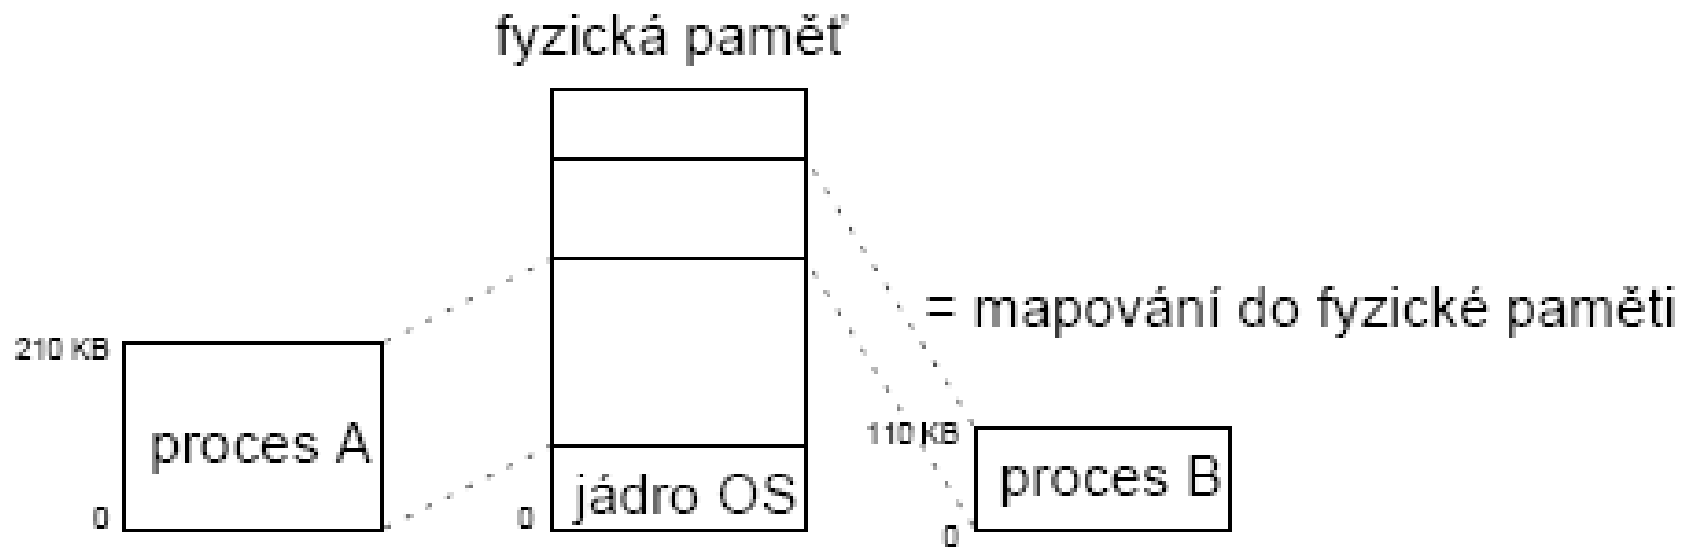 fyzická paměť
= mapování do fyzické paměti
210 KB
proces A
0
jádro OS
0
110 KB
proces B
0